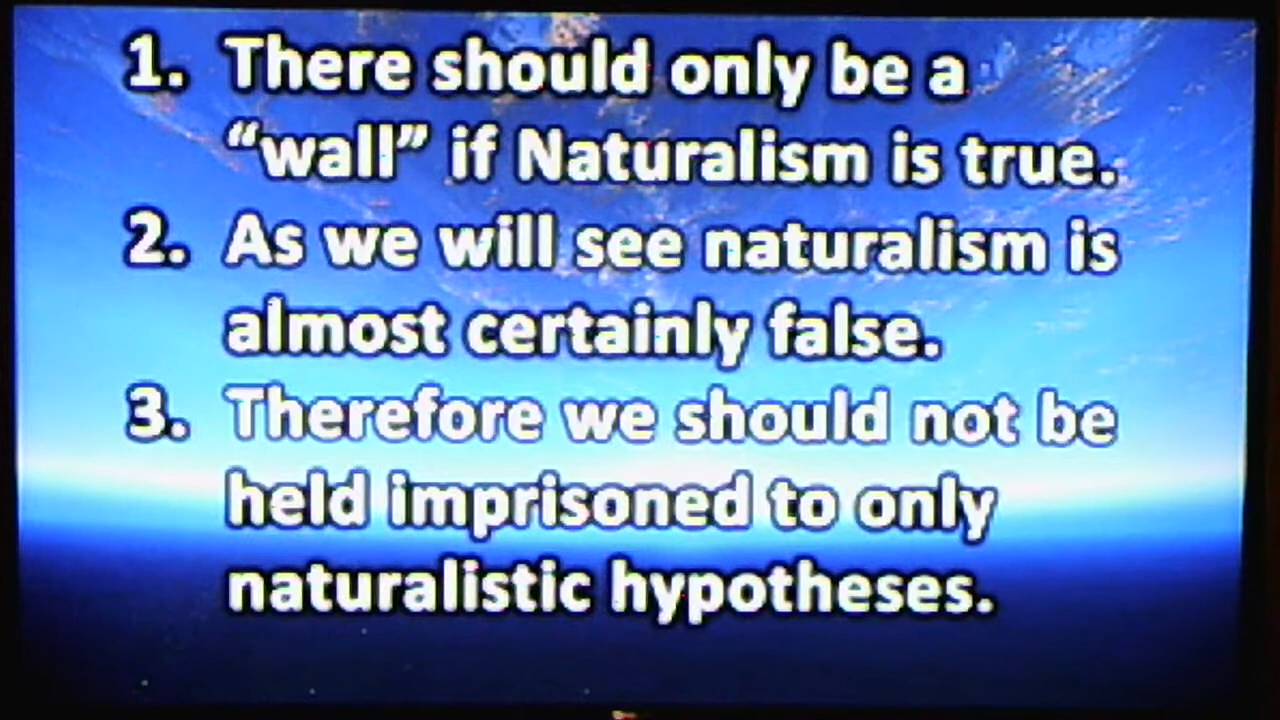 1. There should only be a
“wall” if Naturalism is true.
2. As we will see naturalism is
almost certainly false.
3. Therefore we should not be
held imprisoned to only
naturalistic hypotheses.